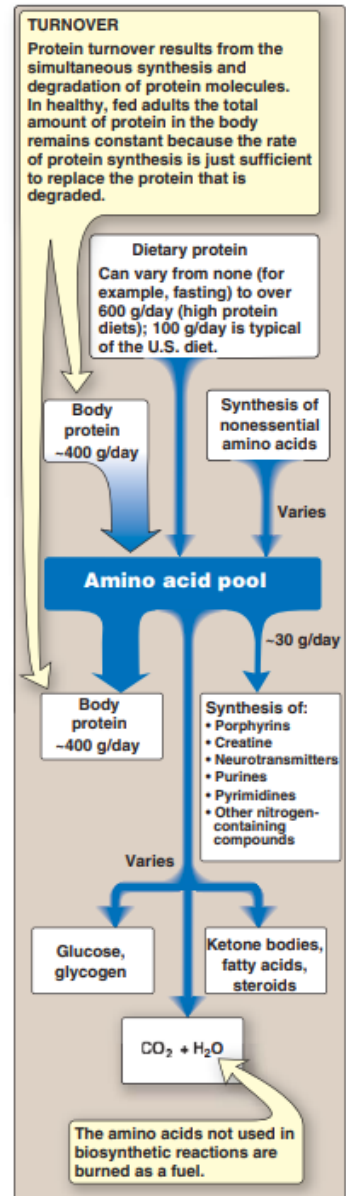 TURNOVER
Protein turnover results from the
simultaneous synthesis and
degradation of protein molecules.
In healthy, fed adults the total
amount of protein in the body
remains constant because the rate
of protein synthesis is just sufficient
to replace the protein that is
degraded.
Dietary protein
Can vary from none (for
example, fasting) to over
600 g/day (high protein
diets); 100 g/day is typical
of the U.S. diet.
Body
protein
~400 g/day
Synthesis of
nonessential
amino acids
Varies
Amino acid pool
~30 g/day
Body
protein
~400 g/day
Synthesis of:
• Porphyrins
• Creatine
• Neurotransmitters
• Purines
• Pyrimidines
• Other nitrogen-
containing
compounds
Varies
Glucose,
glycogen
Ketone bodies,
fatty acids,
steroids
CO₂ + H₂O
The amino acids not used in
biosynthetic reactions are
burned as a fuel.